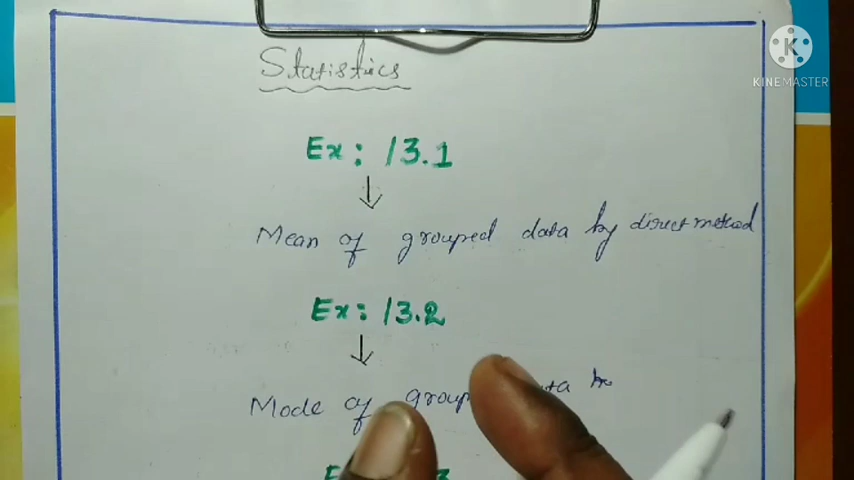 Statistics
K
KINEMASTER
Ex: 13.1
Mean of grouped data by direct method
Ex: 13.2
Mode of